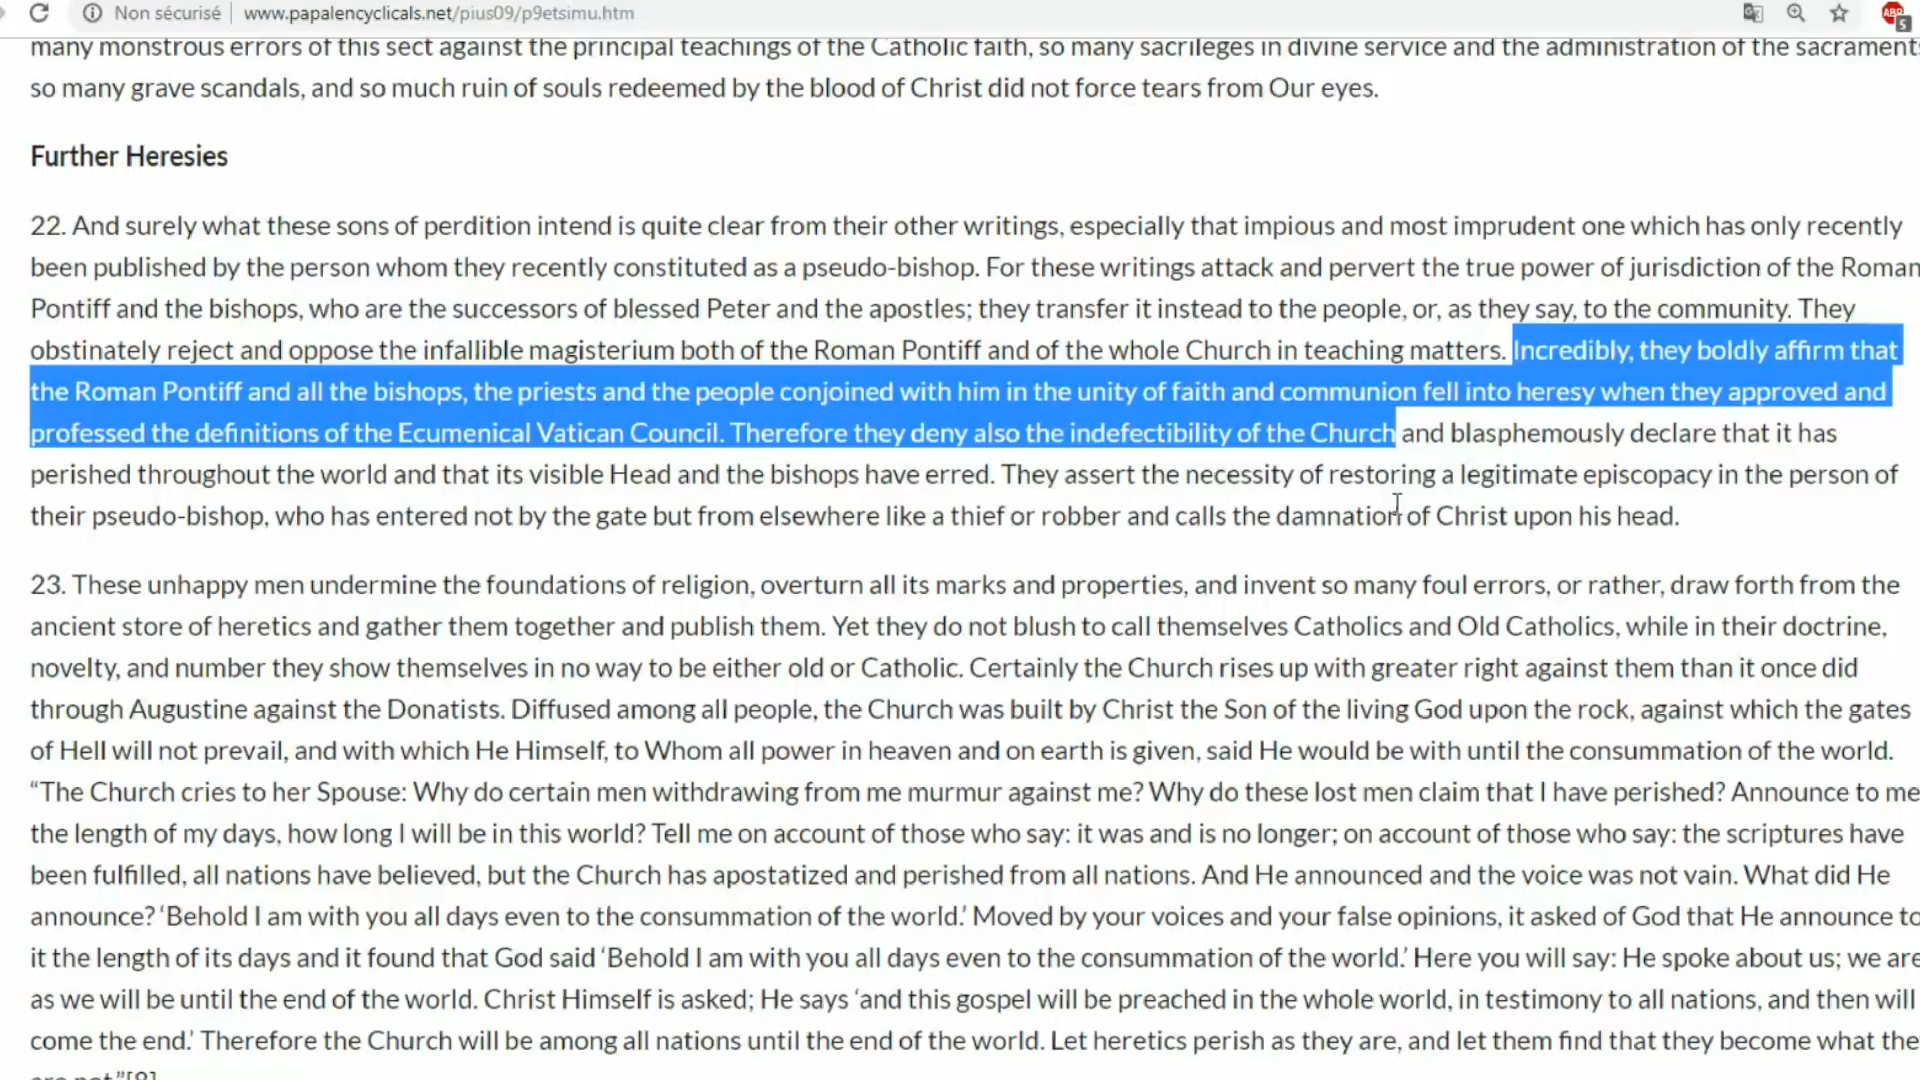 Non sécurisé | www.papalencyclicals.net/pius09/p9etsimu.htm
ABP
5
many monstrous errors of this sect against the principal teachings of the Catholic faith, so many sacrileges in divine service and the administration of the sacraments
so many grave scandals, and so much ruin of souls redeemed by the blood of Christ did not force tears from Our eyes.
Further Heresies
22. And surely what these sons of perdition intend is quite clear from their other writings, especially that impious and most imprudent one which has only recently
been published by the person whom they recently constituted as a pseudo-bishop. For these writings attack and pervert the true power of jurisdiction of the Roman
Pontiff and the bishops, who are the successors of blessed Peter and the apostles; they transfer it instead to the people, or, as they say, to the community. They
obstinately reject and oppose the infallible magisterium both of the Roman Pontiff and of the whole Church in teaching matters. Incredibly, they boldly affirm that
the Roman Pontiff and all the bishops, the priests and the people conjoined with him in the unity of faith and communion fell into heresy when they approved and
professed the definitions of the Ecumenical Vatican Council. Therefore they deny also the indefectibility of the Church and blasphemously declare that it has
perished throughout the world and that its visible Head and the bishops have erred. They assert the necessity of restoring a legitimate episcopacy in the person of
their pseudo-bishop, who has entered not by the gate but from elsewhere like a thief or robber and calls the damnation of Christ upon his head.
23. These unhappy men undermine the foundations of religion, overturn all its marks and properties, and invent so many foul errors, or rather, draw forth from the
ancient store of heretics and gather them together and publish them. Yet they do not blush to call themselves Catholics and Old Catholics, while in their doctrine,
novelty, and number they show themselves in no way to be either old or Catholic. Certainly the Church rises up with greater right against them than it once did
through Augustine against the Donatists. Diffused among all people, the Church was built by Christ the Son of the living God upon the rock, against which the gates
of Hell will not prevail, and with which He Himself, to Whom all power in heaven and on earth is given, said He would be with until the consummation of the world.
“The Church cries to her Spouse: Why do certain men withdrawing from me murmur against me? Why do these lost men claim that I have perished? Announce to me
the length of my days, how long I will be in this world? Tell me on account of those who say: it was and is no longer; on account of those who say: the scriptures have
been fulfilled, all nations have believed, but the Church has apostatized and perished from all nations. And He announced and the voice was not vain. What did He
announce? ‘Behold I am with you all days even to the consummation of the world.’ Moved by your voices and your false opinions, it asked of God that He announce to
it the length of its days and it found that God said ‘Behold I am with you all days even to the consummation of the world.’ Here you will say: He spoke about us; we are
as we will be until the end of the world. Christ Himself is asked; He says ‘and this gospel will be preached in the whole world, in testimony to all nations, and then will
come the end.’ Therefore the Church will be among all nations until the end of the world. Let heretics perish as they are, and let them find that they become what the
are not.”[8]